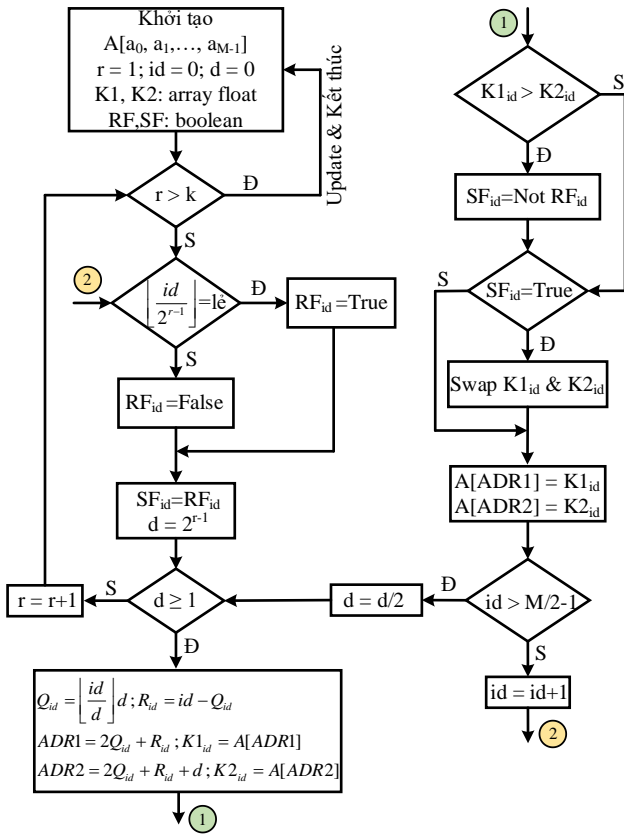 Khởi tạo
A[a0, a1,…, aM-1]
r = 1; id = 0; d = 0
K1, K2: array float
RF,SF: boolean
Update & Kết thúc
r > k
Đ
S
2
⌊id/2^{r-1}⌋=lẻ
Đ
RFid =True
S
RFid =False
SFid=RFid
d = 2^{r-1}
r = r+1
S
d ≥ 1
Đ
Qid = ⌊id/d⌋d ; Rid = id − Qid
ADR1 = 2Qid + Rid ; K1id = A[ADR1]
ADR2 = 2Qid + Rid + d ; K2id = A[ADR2]
1
1
K1id > K2id
S
Đ
SFid=Not RFid
S
SFid=True
Đ
Swap K1id & K2id
A[ADR1] = K1id
A[ADR2] = K2id
d = d/2
Đ
id > M/2-1
S
id = id+1
2